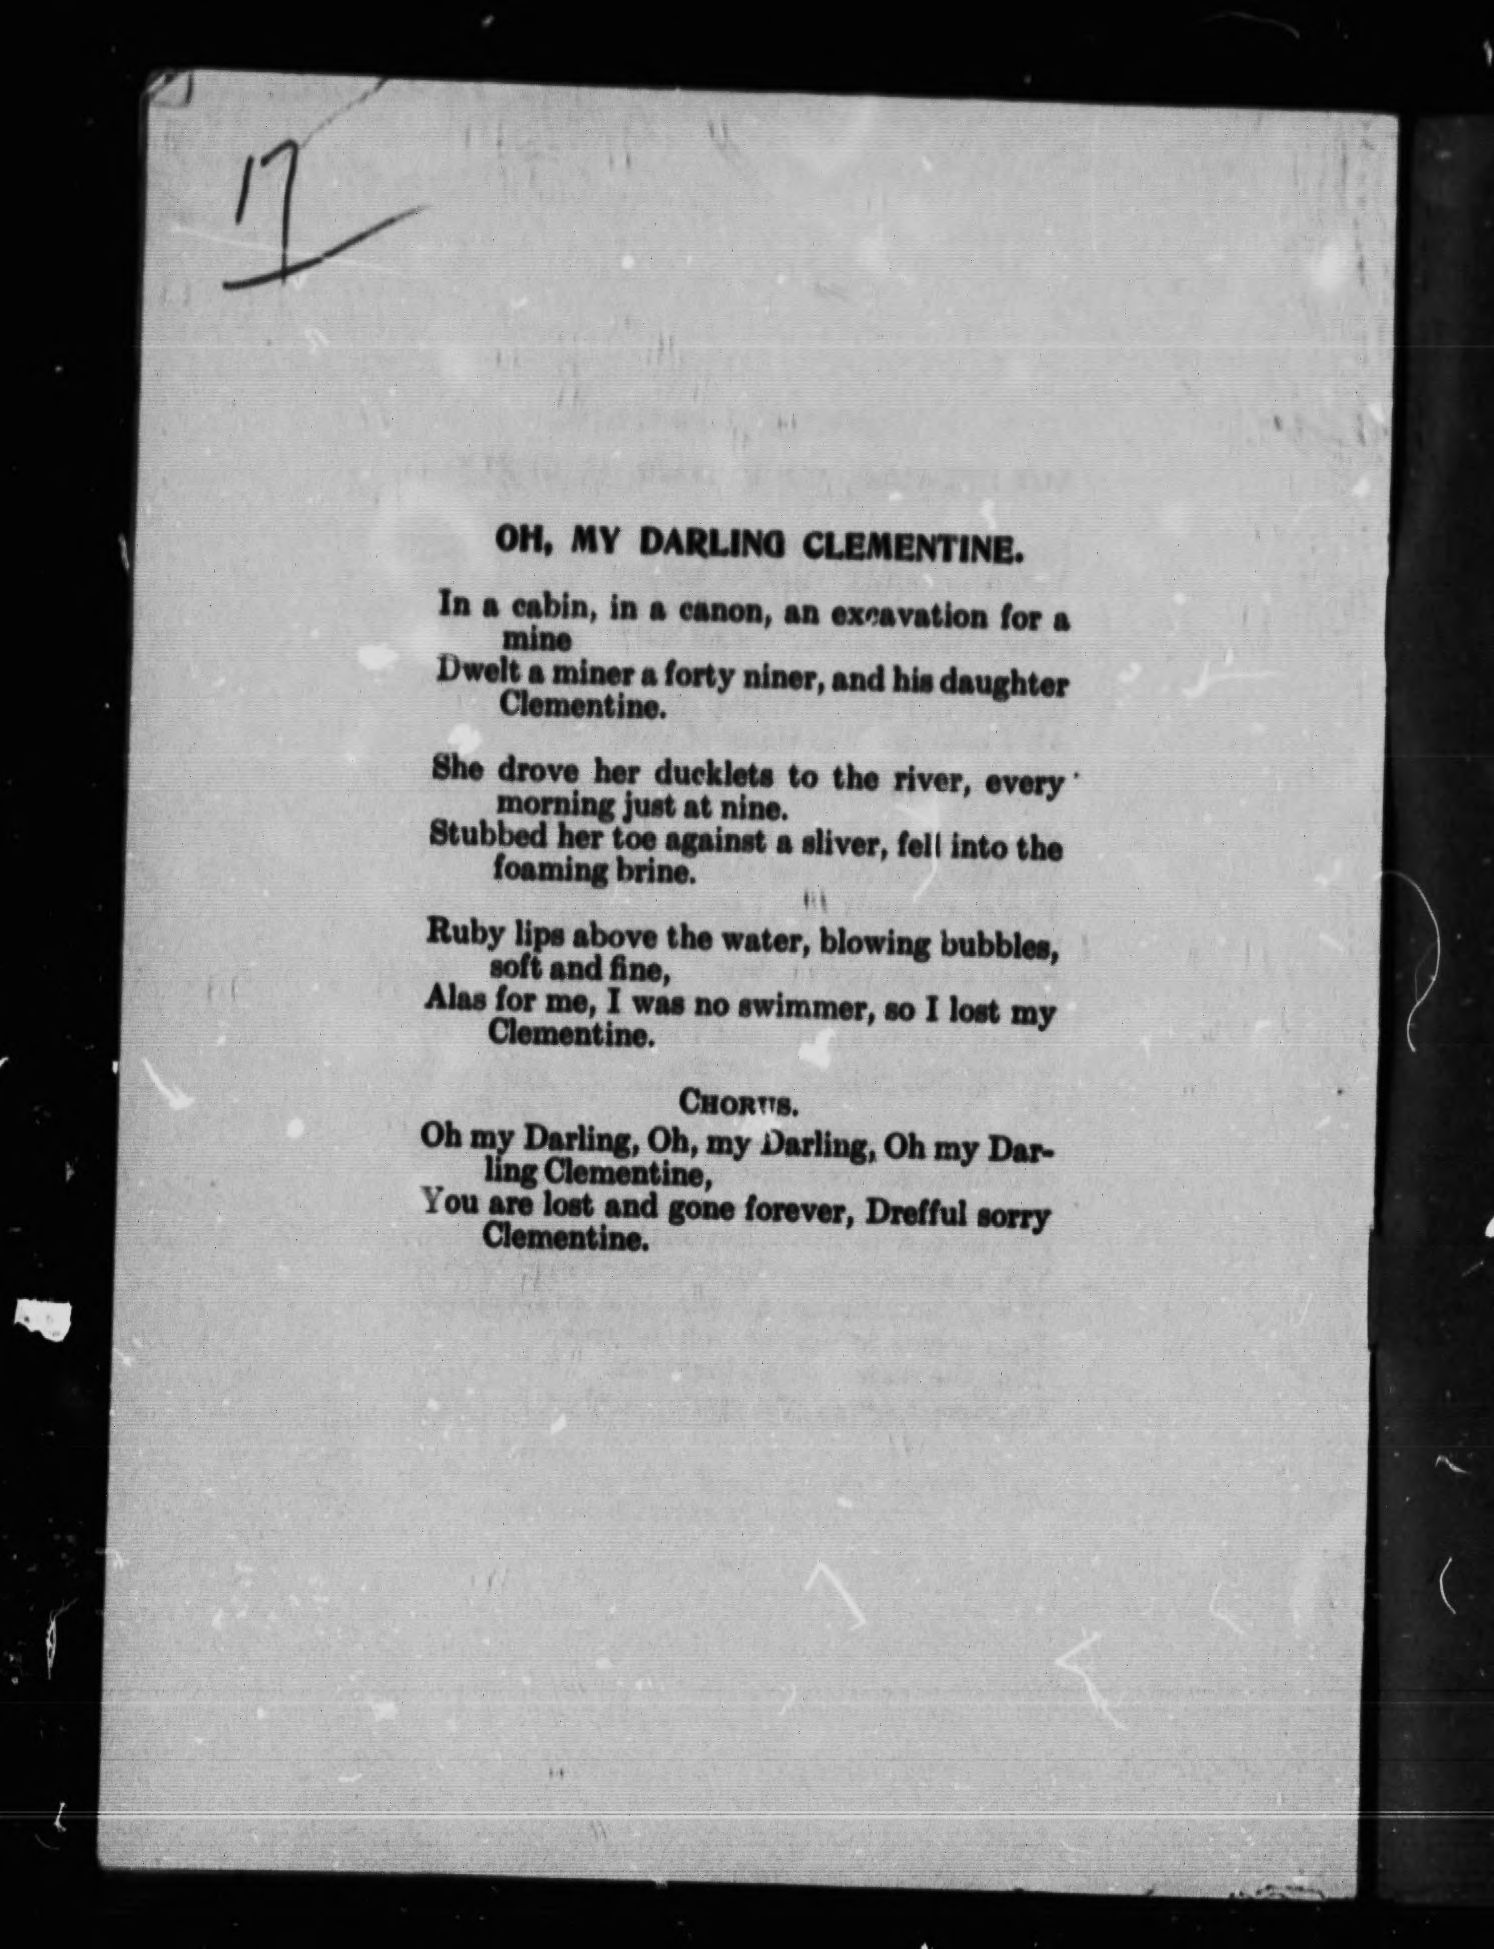 17
OH, MY DARLING CLEMENTINE.
In a cabin, in a canon, an excavation for a
mine
Dwelt a miner a forty niner, and his daughter
Clementine.
She drove her ducklets to the river, every
morning just at nine.
Stubbed her toe against a sliver, fell into the
foaming brine.
Ruby lips above the water, blowing bubbles,
soft and fine,
Alas for me, I was no swimmer, so I lost my
Clementine.
CHORUS.
Oh my Darling, Oh, my Darling, Oh my Dar-
ling Clementine,
You are lost and gone forever, Drefful sorry
Clementine.